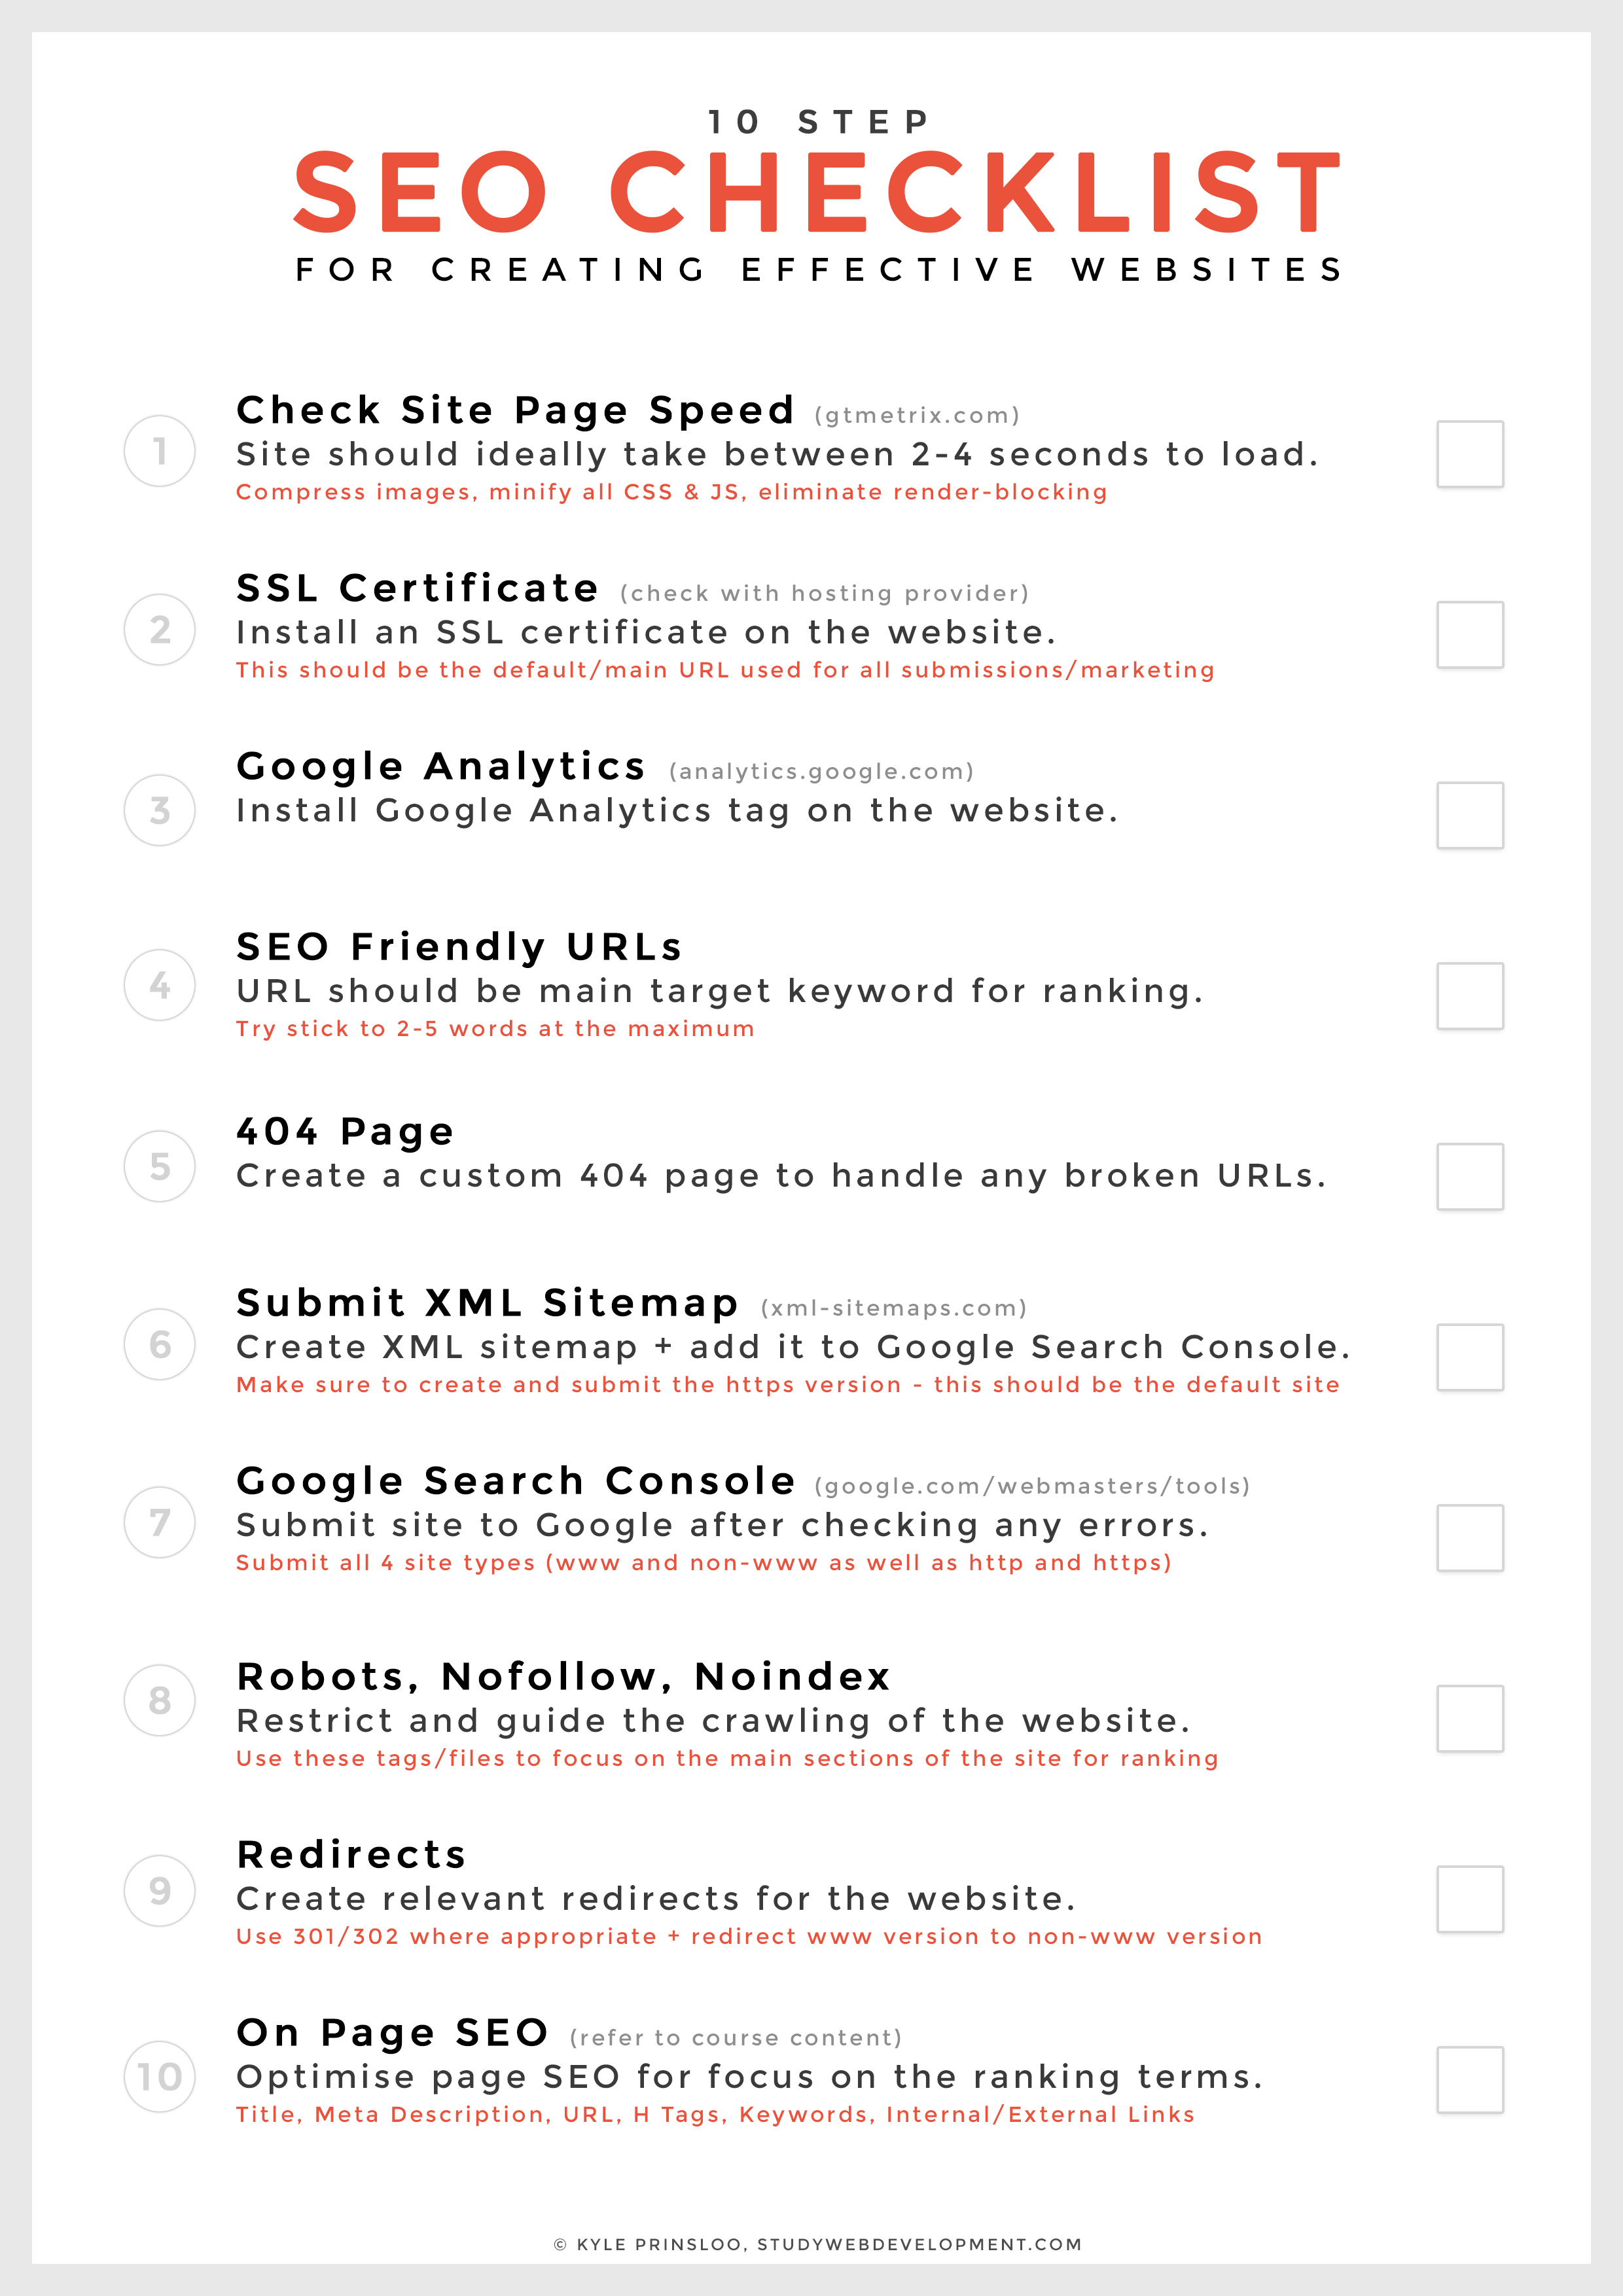 10 STEP
SEO CHECKLIST
FOR CREATING EFFECTIVE WEBSITES
1
Check Site Page Speed (gtmetrix.com)
Site should ideally take between 2-4 seconds to load.
Compress images, minify all CSS & JS, eliminate render-blocking
2
SSL Certificate (check with hosting provider)
Install an SSL certificate on the website.
This should be the default/main URL used for all submissions/marketing
3
Google Analytics (analytics.google.com)
Install Google Analytics tag on the website.
4
SEO Friendly URLs
URL should be main target keyword for ranking.
Try stick to 2-5 words at the maximum
5
404 Page
Create a custom 404 page to handle any broken URLs.
6
Submit XML Sitemap (xml-sitemaps.com)
Create XML sitemap + add it to Google Search Console.
Make sure to create and submit the https version - this should be the default site
7
Google Search Console (google.com/webmasters/tools)
Submit site to Google after checking any errors.
Submit all 4 site types (www and non-www as well as http and https)
8
Robots, Nofollow, Noindex
Restrict and guide the crawling of the website.
Use these tags/files to focus on the main sections of the site for ranking
9
Redirects
Create relevant redirects for the website.
Use 301/302 where appropriate + redirect www version to non-www version
10
On Page SEO (refer to course content)
Optimise page SEO for focus on the ranking terms.
Title, Meta Description, URL, H Tags, Keywords, Internal/External Links
© KYLE PRINSLOO, STUDYWEBDEVELOPMENT.COM